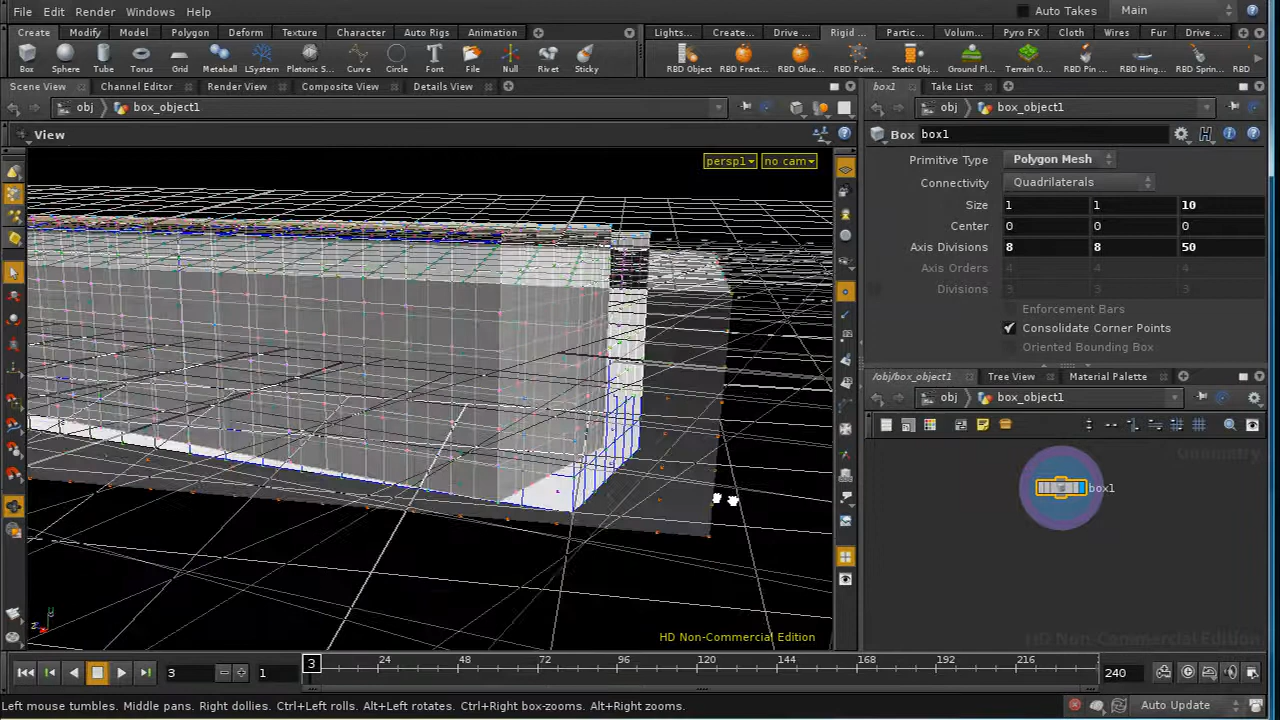 File Edit Render Windows Help
Auto Takes Main
Create Modify Model Polygon Deform Texture Character Auto Rigs Animation
Lights... Create... Drive ... Rigid ... Partic... Volum... Pyro FX Cloth Wires Fur Drive ...
Box Sphere Tube Torus Grid Metaball LSystem Platonic S... Curve Circle Font File Null Rivet Sticky
RBD Object RBD Fract... RBD Glue... RBD Point... Static Obj... Ground Pl... Terrain O... RBD Pin ... RBD Hing... RBD Sprin... RBD
Scene View Channel Editor Render View Composite View Details View
box1 Take List
obj box_object1
obj box_object1
View
Box box1
persp1 no cam
Primitive Type Polygon Mesh
Connectivity Quadrilaterals
Size 1 1 10
Center 0 0 0
Axis Divisions 8 8 50
Axis Orders 4 4 4
Divisions 3 3 3
Enforcement Bars
Consolidate Corner Points
Oriented Bounding Box
/obj/box_object1 Tree View Material Palette
obj box_object1
Geometry
box1
HD Non-Commercial Edition
HD Non-Commercial Edition
3 1 3 24 48 72 96 120 144 168 192 216 240
Left mouse tumbles. Middle pans. Right dollies. Ctrl+Left rolls. Alt+Left rotates. Ctrl+Right box-zooms. Alt+Right zooms.
Auto Update